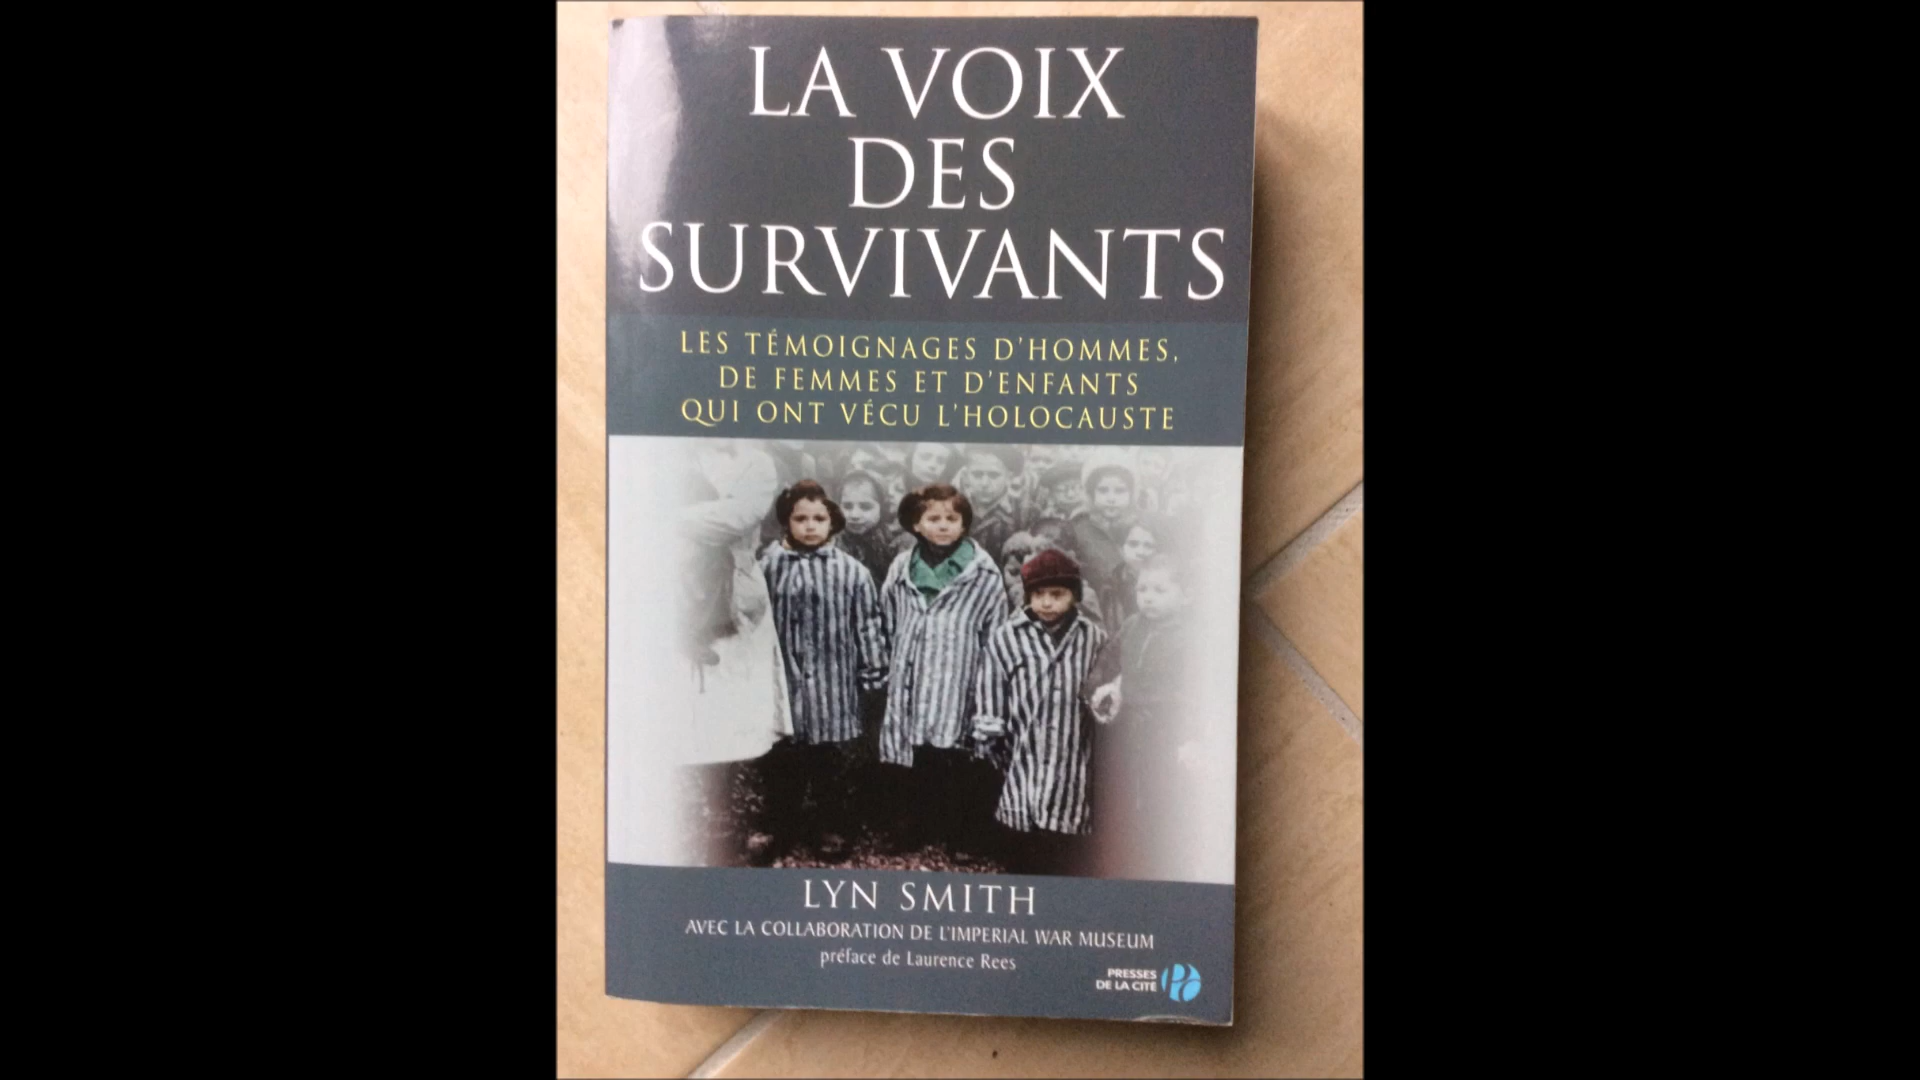 LA VOIX
DES
SURVIVANTS
LES TÉMOIGNAGES D'HOMMES,
DE FEMMES ET D'ENFANTS
QUI ONT VÉCU L'HOLOCAUSTE
LYN SMITH
AVEC LA COLLABORATION DE L'IMPERIAL WAR MUSEUM
préface de Laurence Rees
PRESSES
DE LA CITÉ